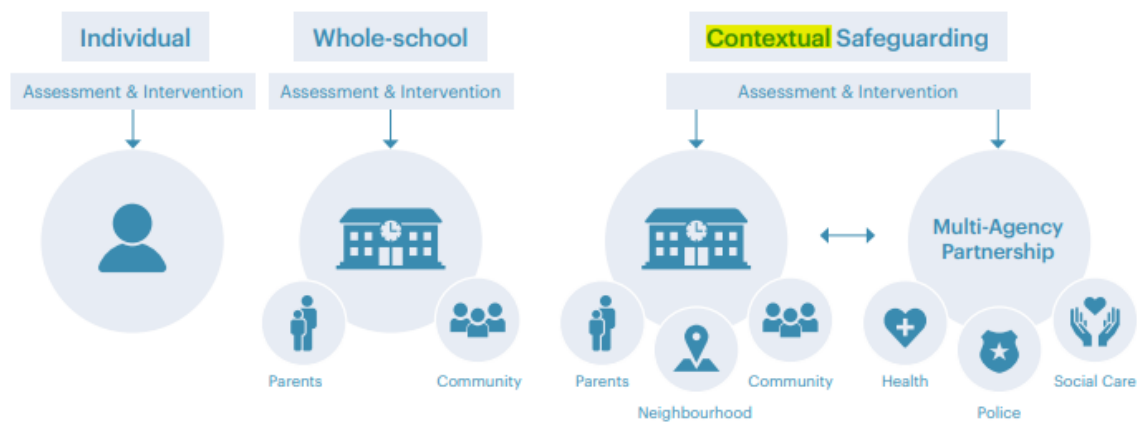 Individual
Whole-school
Contextual Safeguarding
Assessment & Intervention
Assessment & Intervention
Assessment & Intervention
Multi-Agency
Partnership
Parents
Community
Parents
Neighbourhood
Community
Health
Police
Social Care